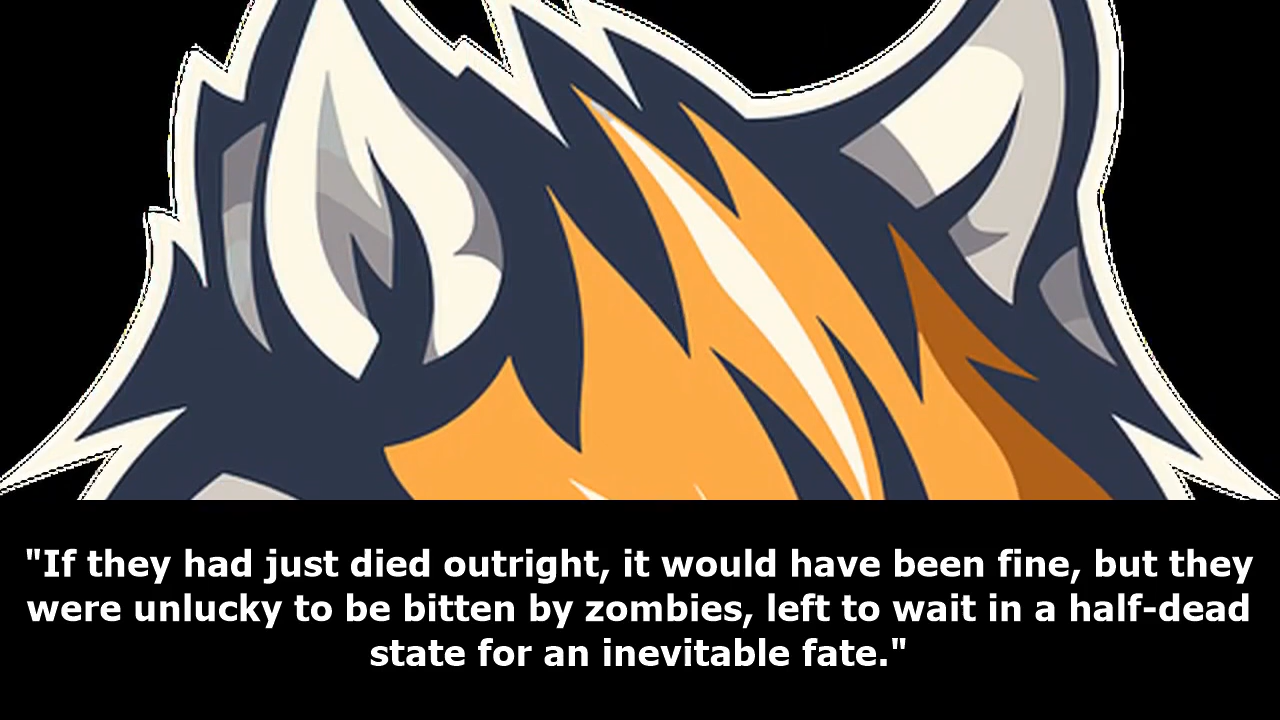 "If they had just died outright, it would have been fine, but they
were unlucky to be bitten by zombies, left to wait in a half-dead
state for an inevitable fate."